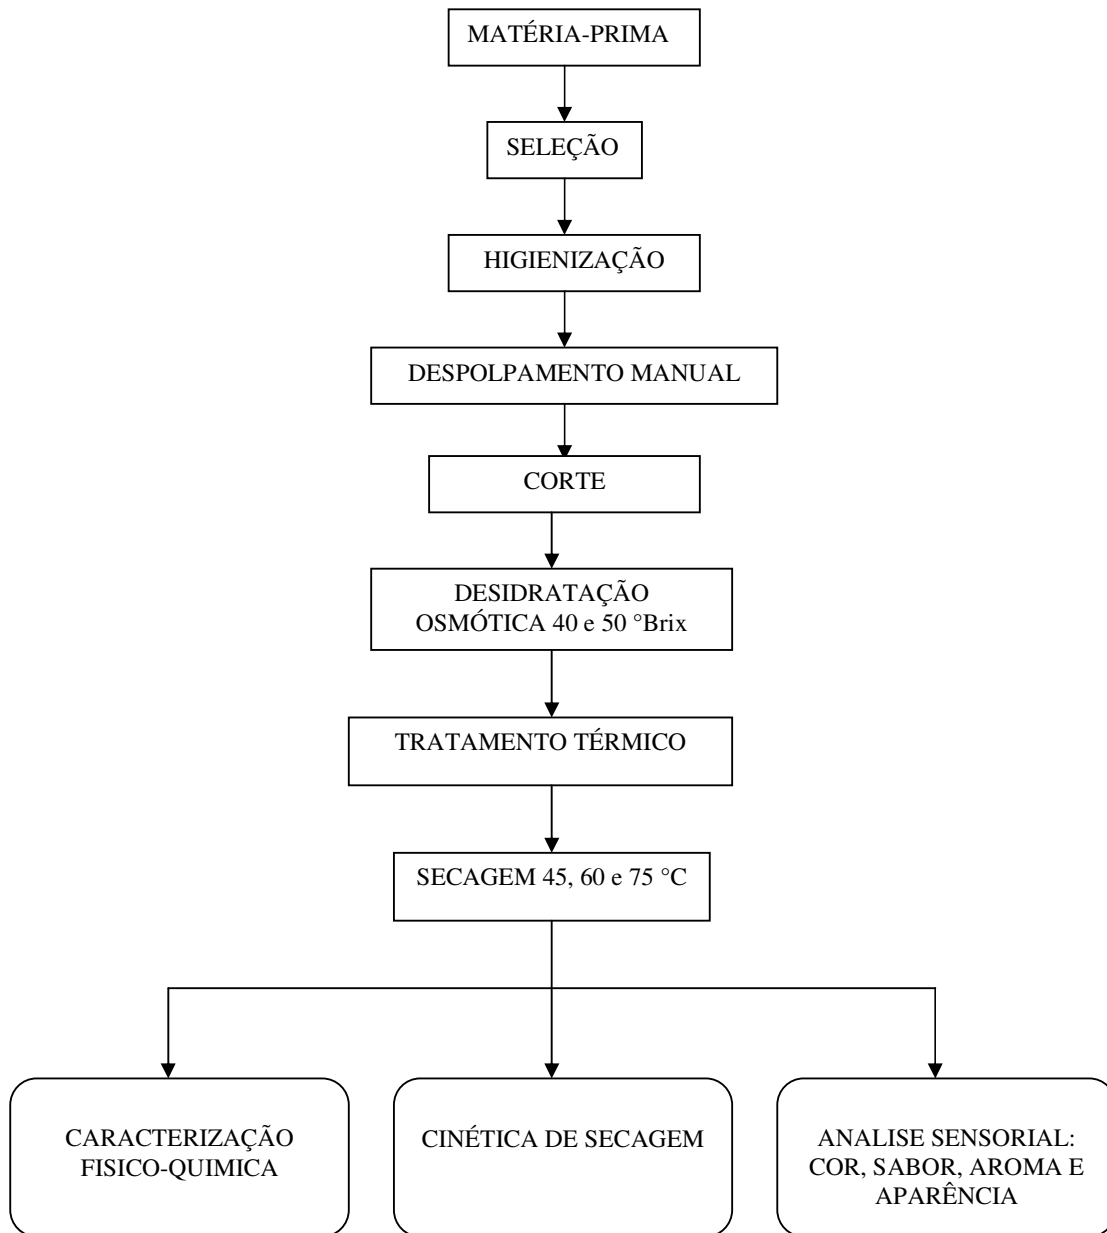 MATÉRIA-PRIMA
SELEÇÃO
HIGIENIZAÇÃO
DESPOLPAMENTO MANUAL
CORTE
DESIDRATAÇÃO
OSMÓTICA 40 e 50 °Brix
TRATAMENTO TÉRMICO
SECAGEM 45, 60 e 75 °C
CARACTERIZAÇÃO
FISICO-QUIMICA
CINÉTICA DE SECAGEM
ANALISE SENSORIAL:
COR, SABOR, AROMA E
APARÊNCIA